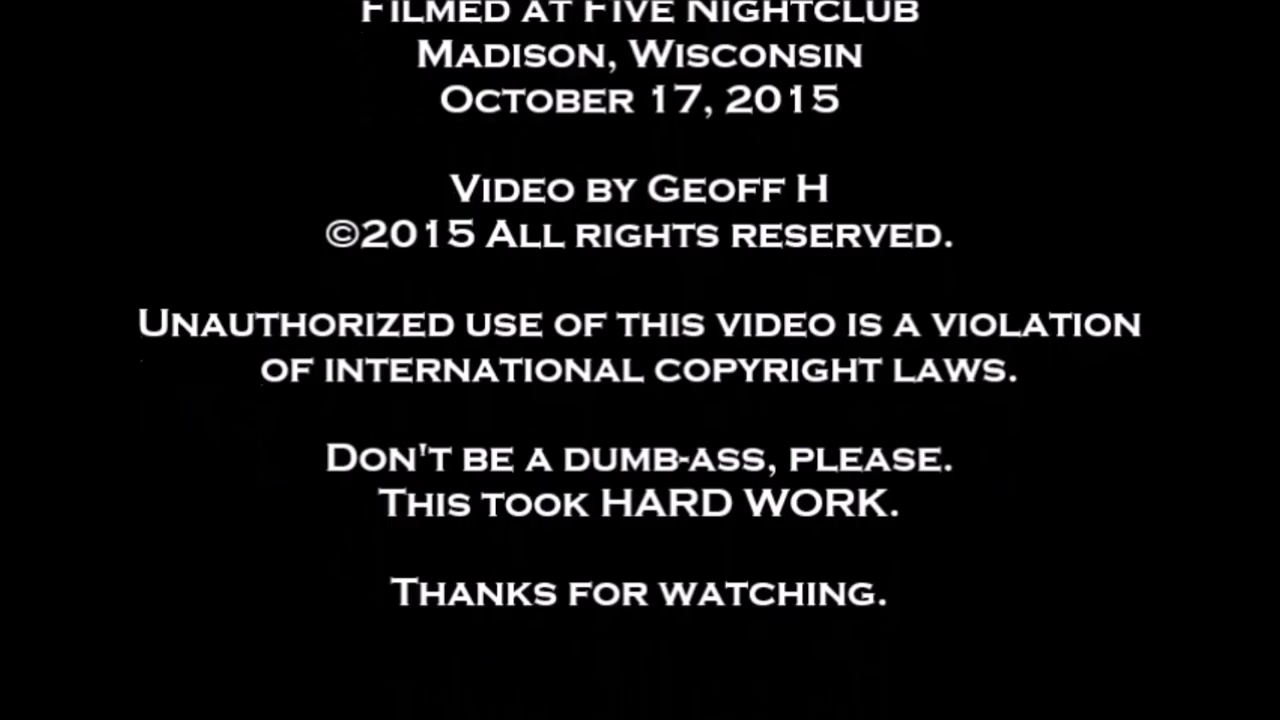 Filmed at Five Nightclub
Madison, Wisconsin
October 17, 2015
Video by Geoff H
©2015 All rights reserved.
Unauthorized use of this video is a violation
of international copyright laws.
Don't be a dumb-ass, please.
This took HARD WORK.
Thanks for watching.